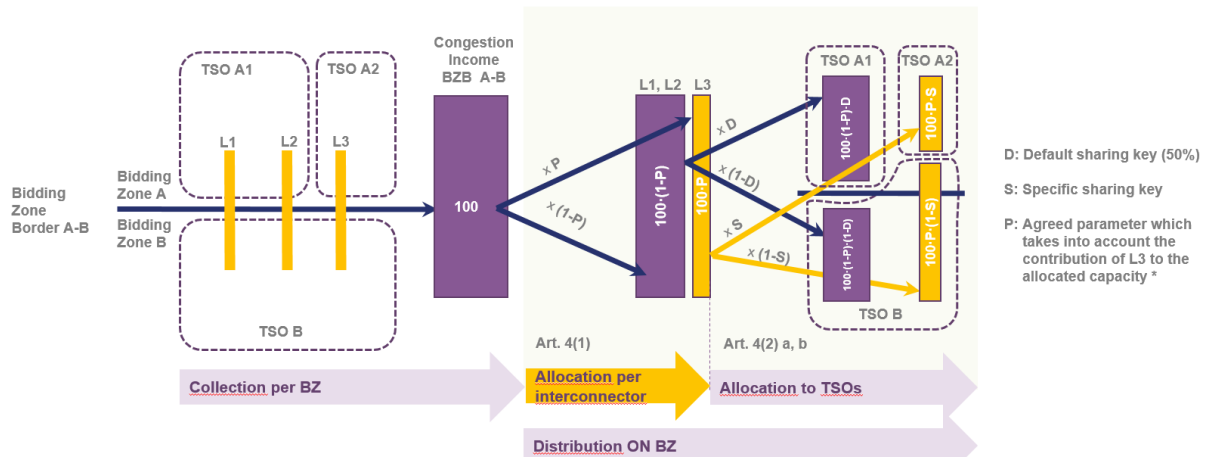 Congestion
Income
BZB A-B
TSO A1
TSO A2
TSO A1
TSO A2
L1, L2
L3
L1
L2
L3
100·(1-P)·D
100·P·S
x D
x P
Bidding
Zone
Border A-B
Bidding
Zone A
Bidding
Zone B
100
x (1-P)
100·(1-P)
100·P
x (1-D)
x S
x (1-S)
100·(1-P)·(1-D)
100·P·(1-S)
TSO B
TSO B
D: Default sharing key (50%)
S: Specific sharing key
P: Agreed parameter which
takes into account the
contribution of L3 to the
allocated capacity *
Art. 4(1)
Art. 4(2) a, b
Collection per BZ
Allocation per
interconnector
Allocation to TSOs
Distribution ON BZ